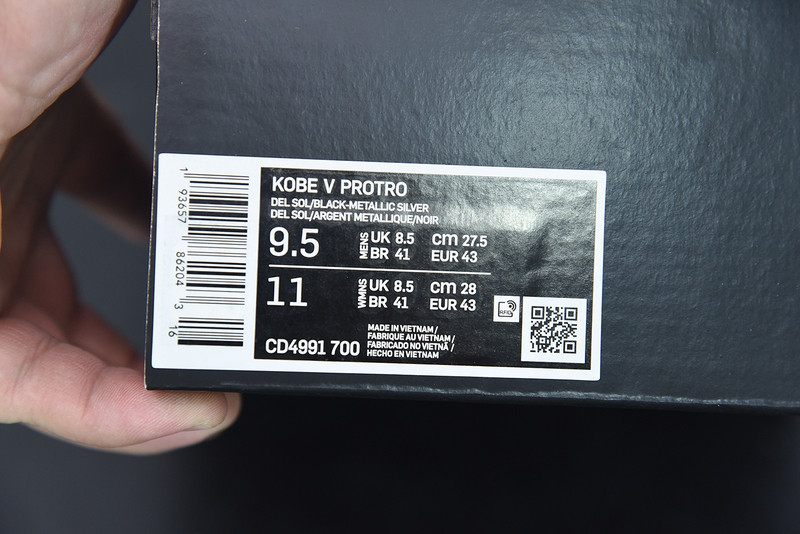 KOBE V PROTRO
DEL SOL/BLACK-METALLIC SILVER
DEL SOL/ARGENT METALLIQUE/NOIR
9.5 MENS UK 8.5 cm 27.5
BR 41 EUR 43
11 WMNS UK 8.5 cm 28
BR 41 EUR 43
RFID
CD4991 700
MADE IN VIETNAM /
FABRIQUE AU VIETNAM /
FABRICADO NO VIETNÃ /
HECHO EN VIETNAM
1 93657 86204 3
16